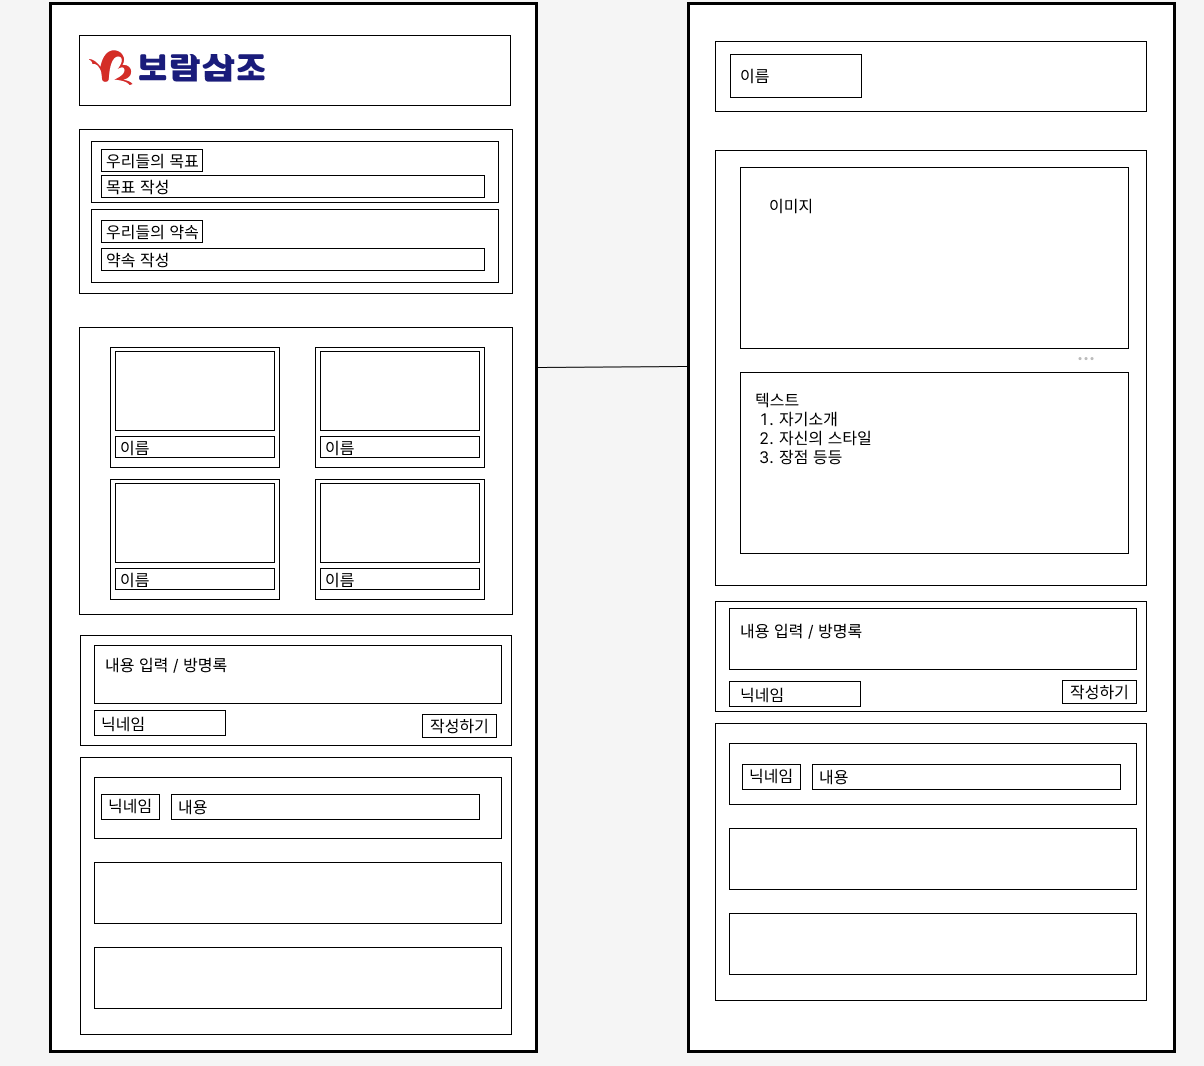 보람삼조
우리들의 목표
목표 작성
우리들의 약속
약속 작성
이름
이름
이름
이름
내용 입력 / 방명록
닉네임
작성하기
닉네임
내용
이름
이미지
텍스트
1. 자기소개
2. 자신의 스타일
3. 장점 등등
내용 입력 / 방명록
닉네임
작성하기
닉네임
내용